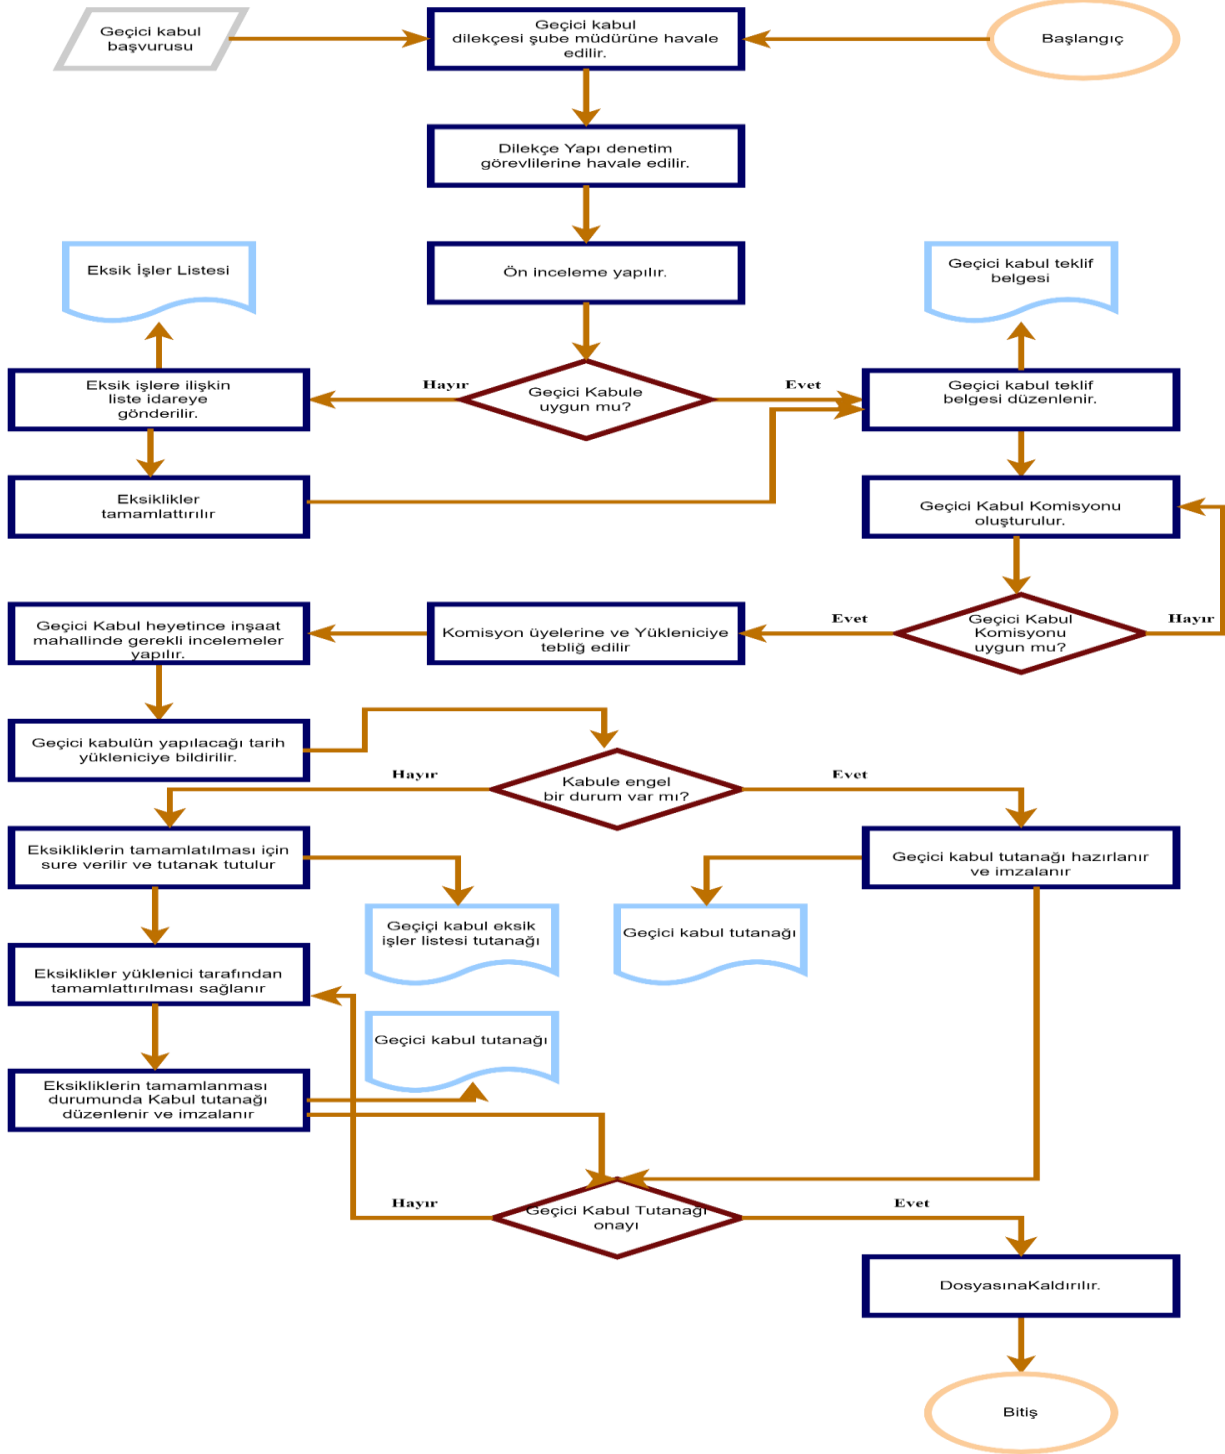 Geçici kabul
başvurusu
Geçici kabul
dilekçesi şube müdürüne havale
edilir.
Başlangıç
Dilekçe Yapı denetim
görevlilerine havale edilir.
Ön inceleme yapılır.
Eksik İşler Listesi
Geçici kabul teklif
belgesi
Eksik işlere ilişkin
liste idareye
gönderilir.
Hayır
Geçici Kabule
uygun mu?
Evet
Geçici kabul teklif
belgesi düzenlenir.
Eksiklikler
tamamlattırılır
Geçici Kabul Komisyonu
oluşturulur.
Geçici Kabul heyetince inşaat
mahallinde gerekli incelemeler
yapılır.
Komisyon üyelerine ve Yükleniciye
tebliğ edilir
Evet
Geçici Kabul
Komisyonu
uygun mu?
Hayır
Geçici kabulün yapılacağı tarih
yükleniciye bildirilir.
Hayır
Kabule engel
bir durum var mı?
Evet
Eksikliklerin tamamlatılması için
sure verilir ve tutanak tutulur
Geçici kabul tutanağı hazırlanır
ve imzalanır
Geçiçi kabul eksik
işler listesi tutanağı
Geçici kabul tutanağı
Eksiklikler yüklenici tarafından
tamamlattırılması sağlanır
Geçici kabul tutanağı
Eksikliklerin tamamlanması
durumunda Kabul tutanağı
düzenlenir ve imzalanır
Hayır
Geçici Kabul Tutanağı
onayı
Evet
DosyasınaKaldırılır.
Bitiş